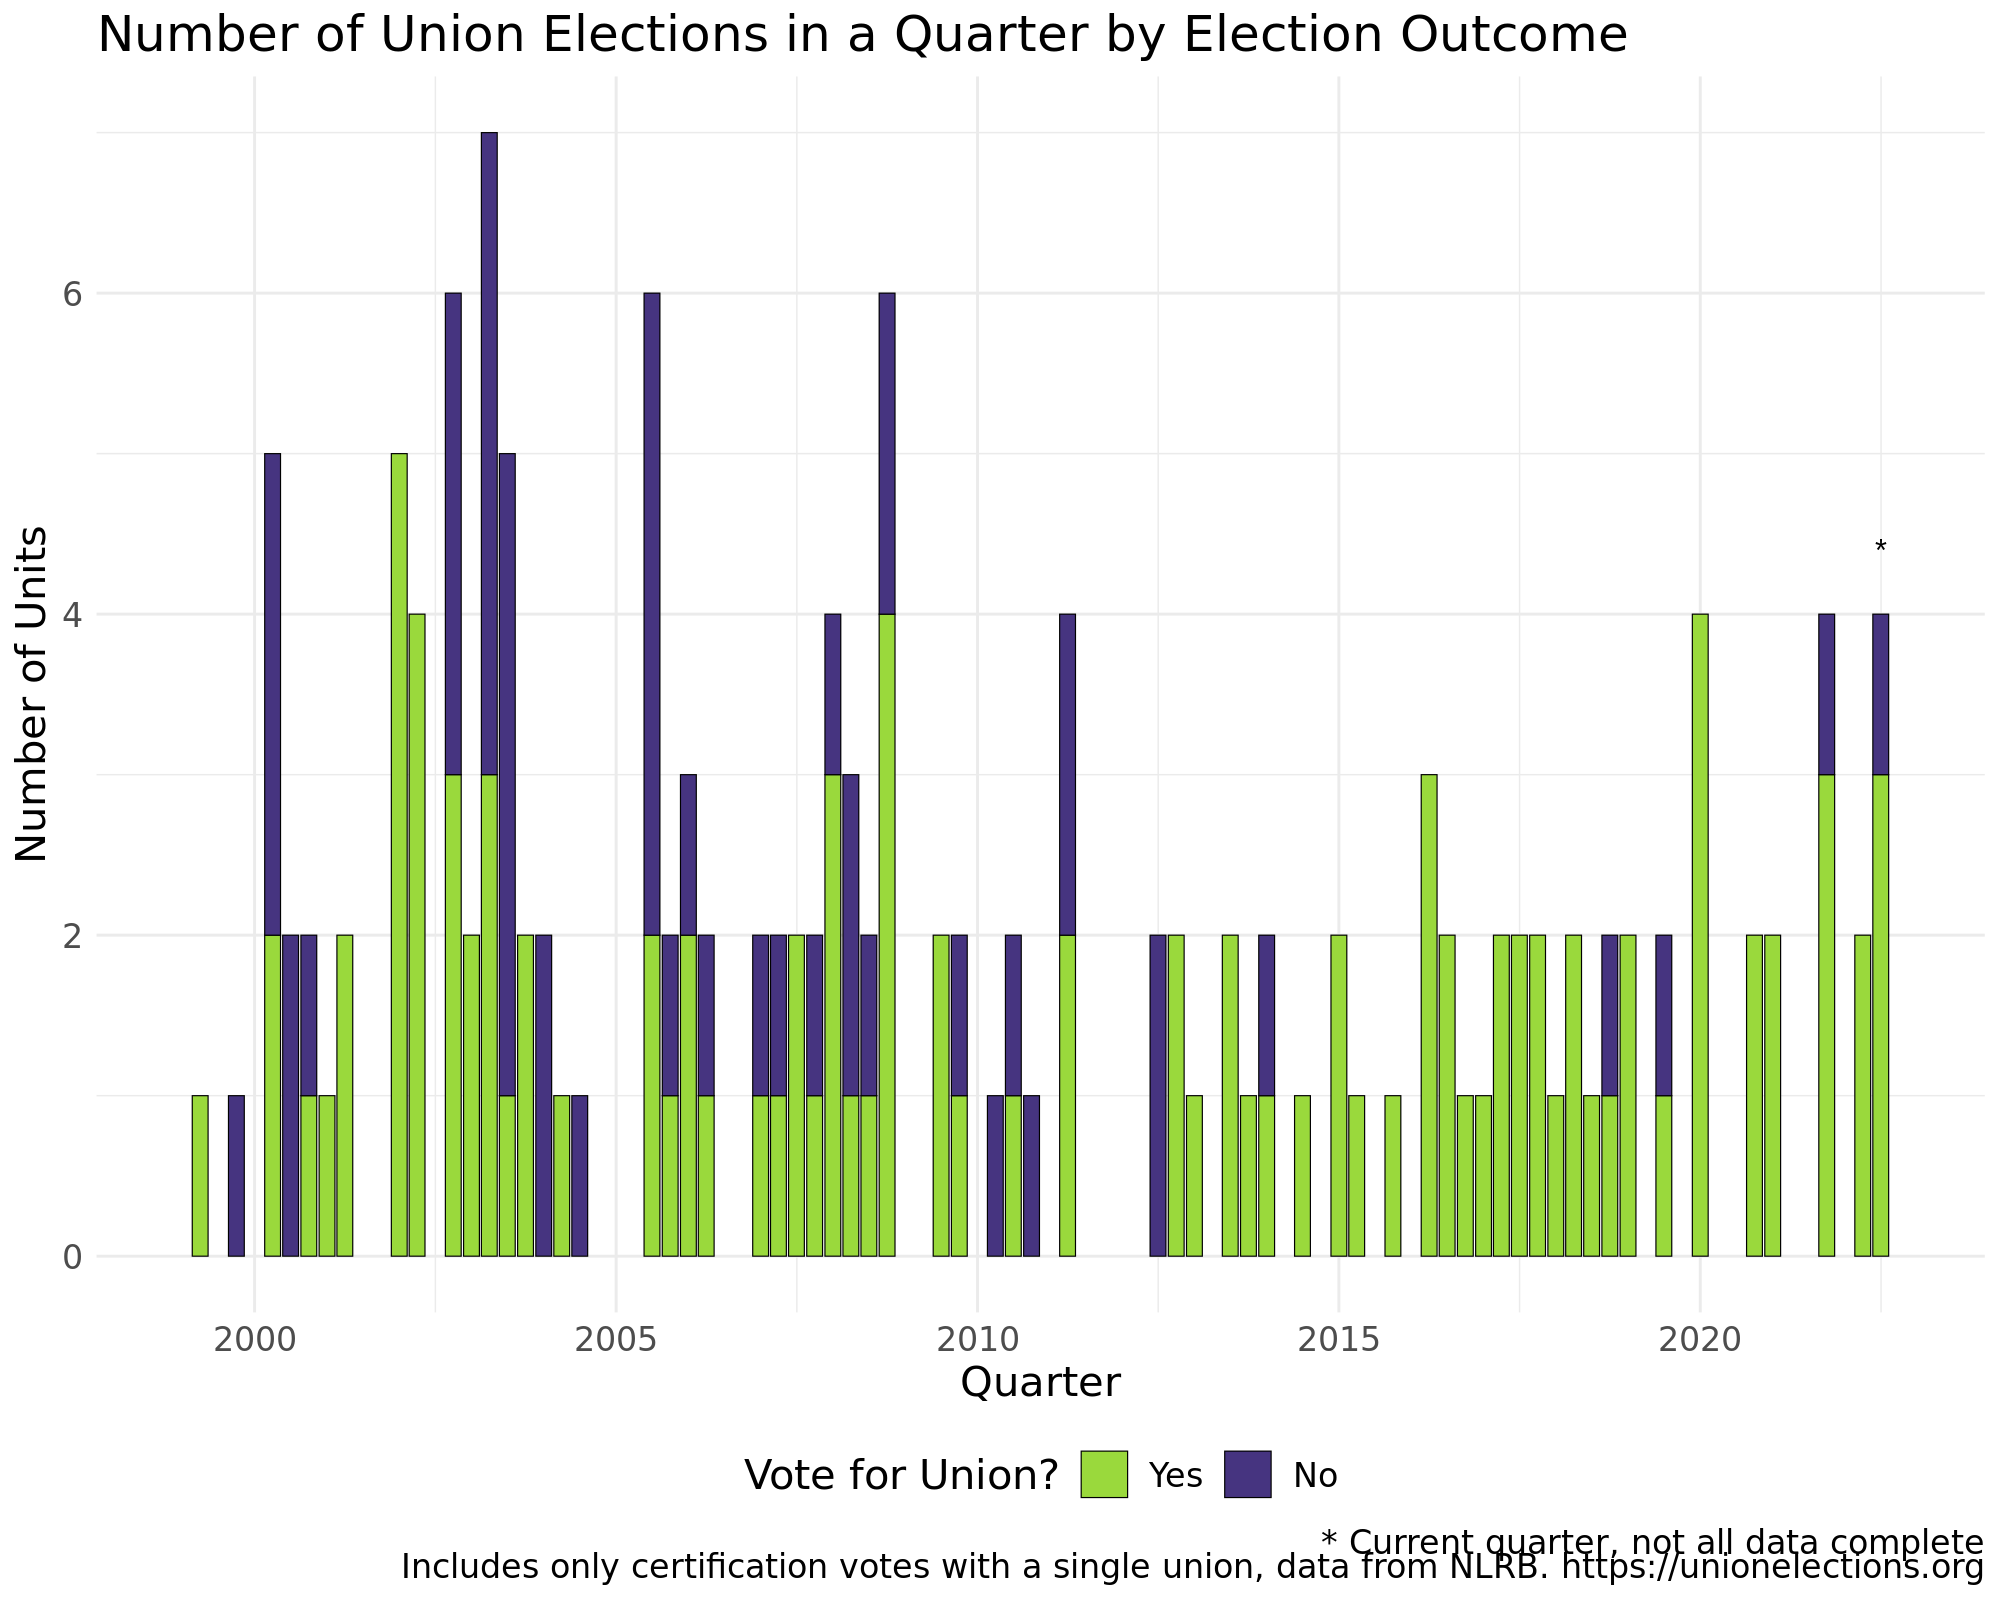 Number of Union Elections in a Quarter by Election Outcome
Number of Units
6
4
2
0
*
2000 2005 2010 2015 2020
Quarter
Vote for Union? Yes No
* Current quarter, not all data complete
Includes only certification votes with a single union, data from NLRB. https://unionelections.org